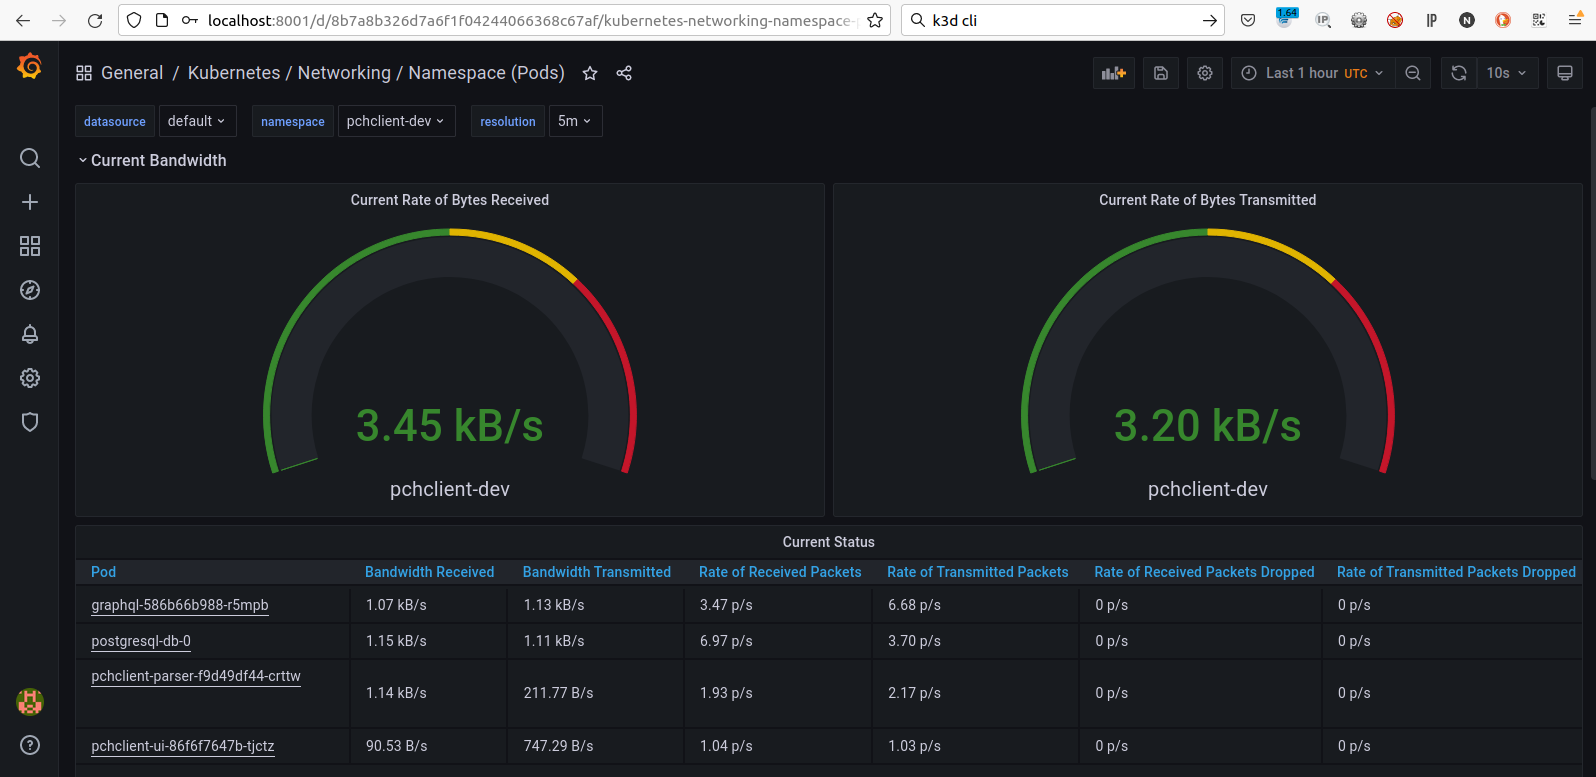 localhost:8001/d/8b7a8b326d7a6f1f04244066368c67af/kubernetes-networking-namespace-
k3d cli
1.64
IP
IP
N
General / Kubernetes / Networking / Namespace (Pods)
Last 1 hour UTC
10s
datasource default namespace pchclient-dev resolution 5m
Current Bandwidth
Current Rate of Bytes Received
3.45 kB/s
pchclient-dev
Current Rate of Bytes Transmitted
3.20 kB/s
pchclient-dev
Current Status
Pod Bandwidth Received Bandwidth Transmitted Rate of Received Packets Rate of Transmitted Packets Rate of Received Packets Dropped Rate of Transmitted Packets Dropped
graphql-586b66b988-r5mpb 1.07 kB/s 1.13 kB/s 3.47 p/s 6.68 p/s 0 p/s 0 p/s
postgresql-db-0 1.15 kB/s 1.11 kB/s 6.97 p/s 3.70 p/s 0 p/s 0 p/s
pchclient-parser-f9d49df44-crttw 1.14 kB/s 211.77 B/s 1.93 p/s 2.17 p/s 0 p/s 0 p/s
pchclient-ui-86f6f7647b-tjctz 90.53 B/s 747.29 B/s 1.04 p/s 1.03 p/s 0 p/s 0 p/s